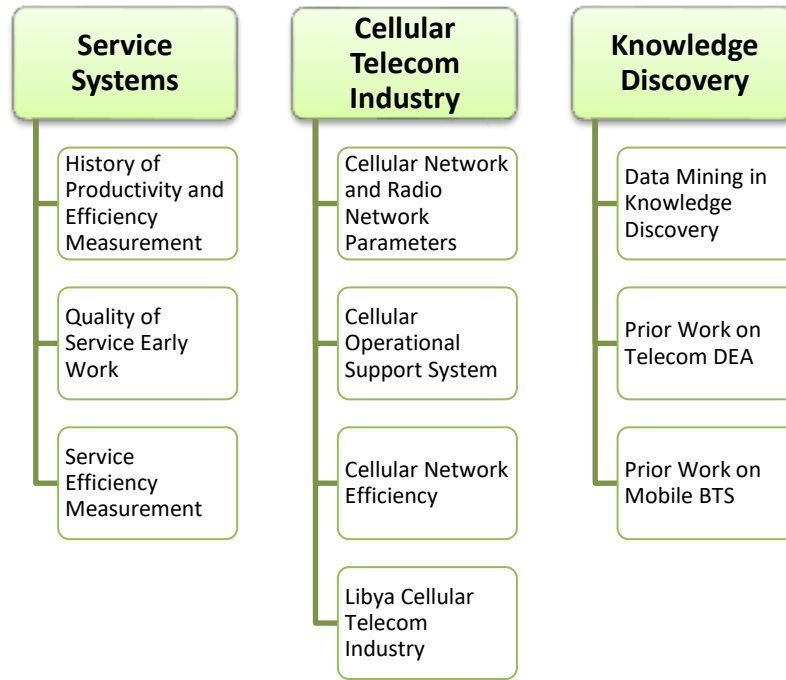 Service
Systems
History of
Productivity and
Efficiency
Measurement
Quality of
Service Early
Work
Service
Efficiency
Measurement
Cellular
Telecom
Industry
Cellular Network
and Radio
Network
Parameters
Cellular
Operational
Support System
Cellular Network
Efficiency
Libya Cellular
Telecom
Industry
Knowledge
Discovery
Data Mining in
Knowledge
Discovery
Prior Work on
Telecom DEA
Prior Work on
Mobile BTS